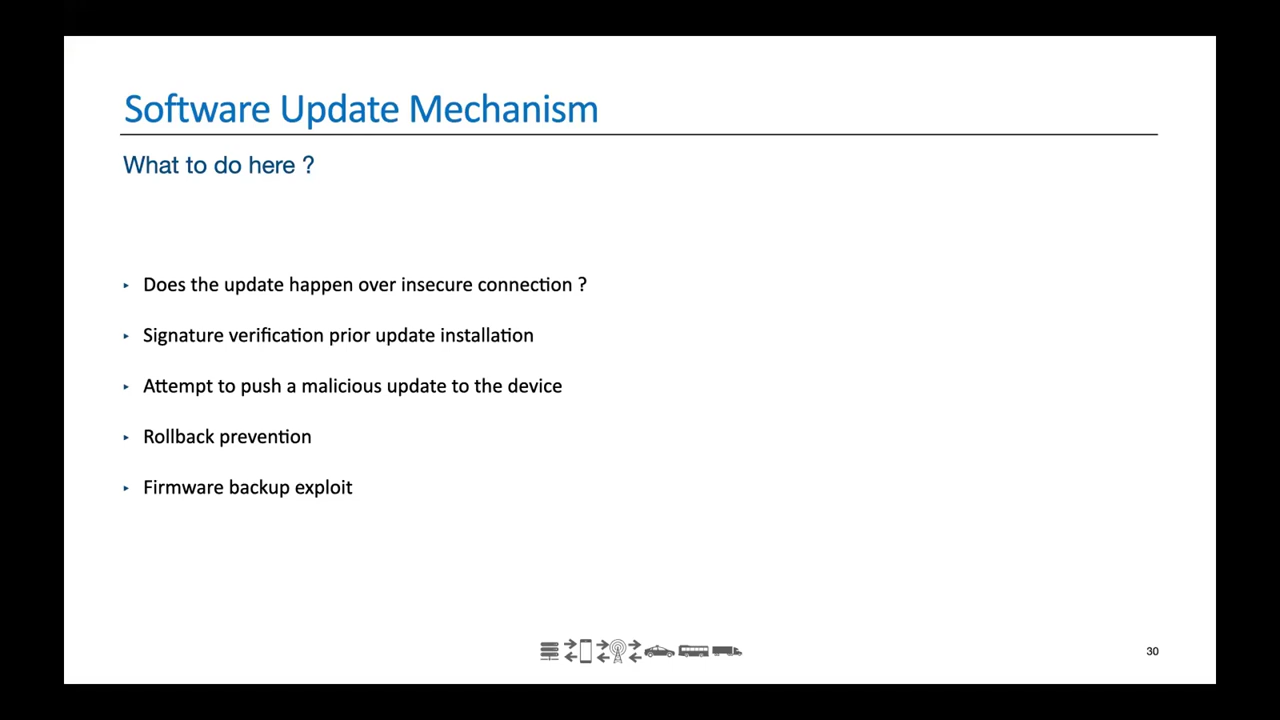 Software Update Mechanism
What to do here ?
Does the update happen over insecure connection ?
Signature verification prior update installation
Attempt to push a malicious update to the device
Rollback prevention
Firmware backup exploit
30